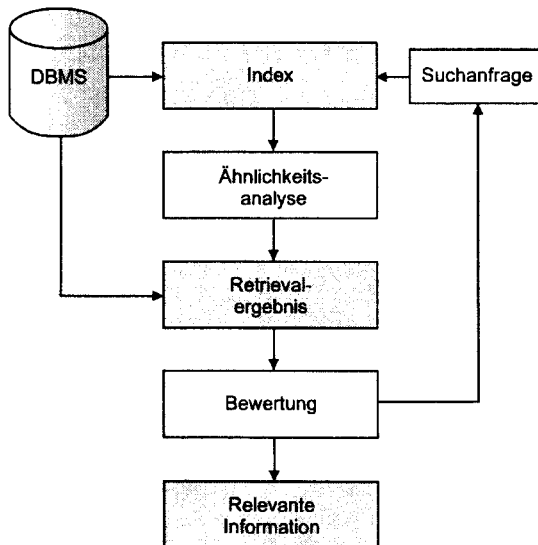 DBMS
Index
Suchanfrage
Ähnlichkeits-
analyse
Retrieval-
ergebnis
Bewertung
Relevante
Information